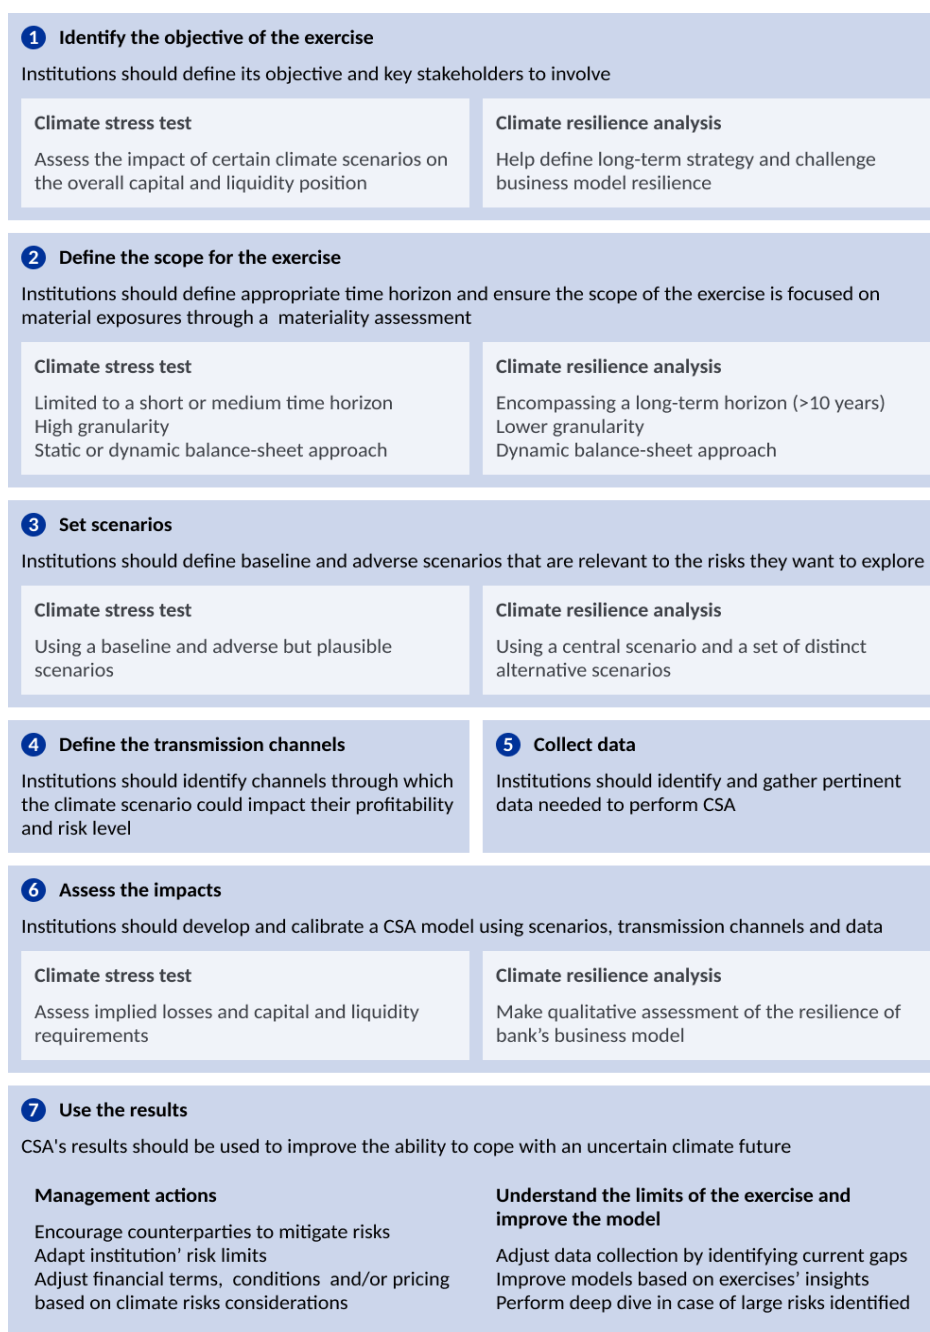 1 Identify the objective of the exercise
Institutions should define its objective and key stakeholders to involve
Climate stress test
Assess the impact of certain climate scenarios on
the overall capital and liquidity position
Climate resilience analysis
Help define long-term strategy and challenge
business model resilience
2 Define the scope for the exercise
Institutions should define appropriate time horizon and ensure the scope of the exercise is focused on
material exposures through a  materiality assessment
Climate stress test
Limited to a short or medium time horizon
High granularity
Static or dynamic balance-sheet approach
Climate resilience analysis
Encompassing a long-term horizon (>10 years)
Lower granularity
Dynamic balance-sheet approach
3 Set scenarios
Institutions should define baseline and adverse scenarios that are relevant to the risks they want to explore
Climate stress test
Using a baseline and adverse but plausible
scenarios
Climate resilience analysis
Using a central scenario and a set of distinct
alternative scenarios
4 Define the transmission channels
Institutions should identify channels through which
the climate scenario could impact their profitability
and risk level
5 Collect data
Institutions should identify and gather pertinent
data needed to perform CSA
6 Assess the impacts
Institutions should develop and calibrate a CSA model using scenarios, transmission channels and data
Climate stress test
Assess implied losses and capital and liquidity
requirements
Climate resilience analysis
Make qualitative assessment of the resilience of
bank’s business model
7 Use the results
CSA's results should be used to improve the ability to cope with an uncertain climate future
Management actions
Encourage counterparties to mitigate risks
Adapt institution’ risk limits
Adjust financial terms,  conditions  and/or pricing
based on climate risks considerations
Understand the limits of the exercise and
improve the model
Adjust data collection by identifying current gaps
Improve models based on exercises’ insights
Perform deep dive in case of large risks identified